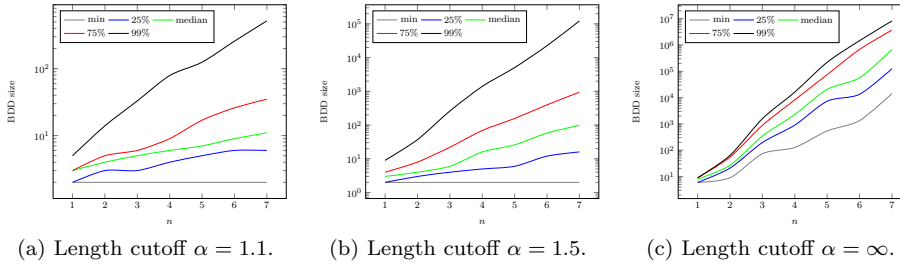 min 25% median
75% 99%
10^2
10^1
BDD size
1 2 3 4 5 6 7
n
(a) Length cutoff α = 1.1.
min 25% median
75% 99%
10^5
10^4
10^3
10^2
10^1
10^0
BDD size
1 2 3 4 5 6 7
n
(b) Length cutoff α = 1.5.
min 25% median
75% 99%
10^7
10^6
10^5
10^4
10^3
10^2
10^1
BDD size
1 2 3 4 5 6 7
n
(c) Length cutoff α = ∞.